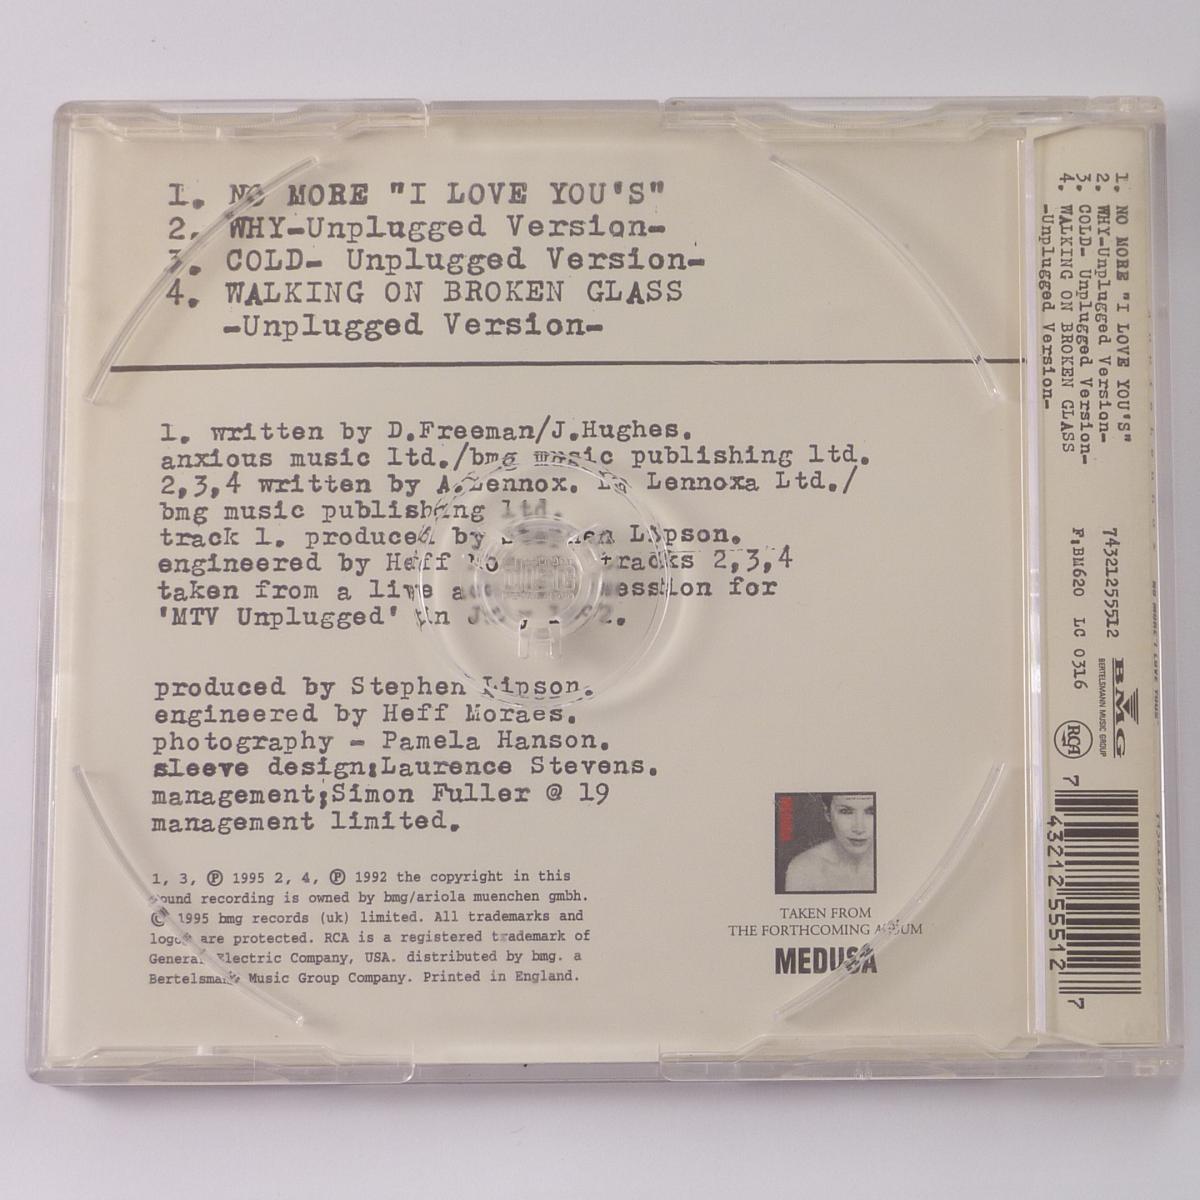 1. NO MORE "I LOVE YOU'S"
2. WHY-Unplugged Version-
3. COLD- Unplugged Version-
4. WALKING ON BROKEN GLASS
-Unplugged Version-
1. written by D.Freeman/J.Hughes.
anxious music ltd./bmg music publishing ltd.
2,3,4 written by A.Lennox. La Lennoxa Ltd./
bmg music publishing ltd.
track 1. produced by Stephen Lipson.
engineered by Heff tracks 2,3,4
taken from a live session for
'MTV Unplugged' in July 1992.
produced by Stephen Lipson.
engineered by Heff Moraes.
photography - Pamela Hanson.
sleeve design:Laurence Stevens.
management;Simon Fuller @ 19
management limited.
1, 3, ℗ 1995 2, 4, ℗ 1992 the copyright in this
sound recording is owned by bmg/ariola muenchen gmbh.
© 1995 bmg records (uk) limited. All trademarks and
logos are protected. RCA is a registered trademark of
General Electric Company, USA. distributed by bmg. a
Bertelsmann Music Group Company. Printed in England.
TAKEN FROM
THE FORTHCOMING ALBUM
MEDUSA
1. NO MORE "I LOVE YOU'S"
2. WHY-Unplugged Version-
3. COLD- Unplugged Version-
4. WALKING ON BROKEN GLASS
-Unplugged Version-
74321255512
F:BM620 LC 0316
BMG
BERTELSMANN MUSIC GROUP
RCA
7 43212 55512 7